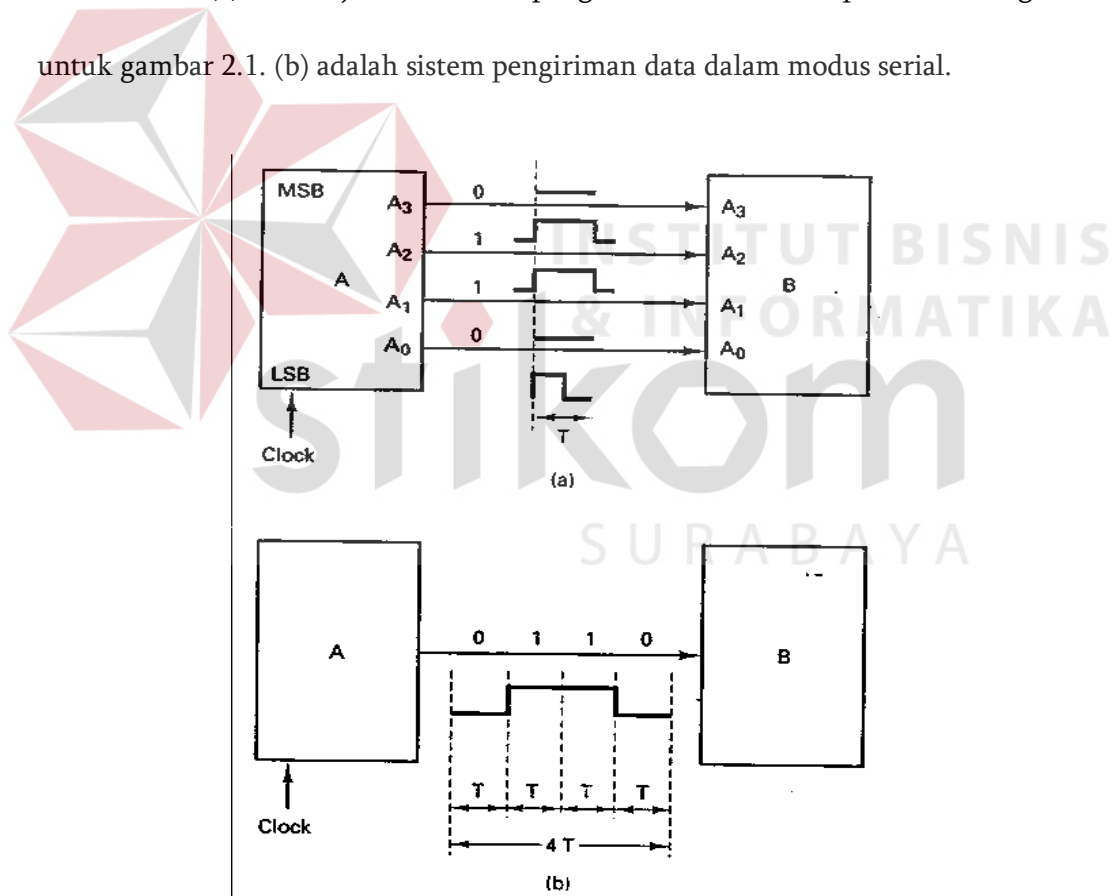 untuk gambar 2.1. (b) adalah sistem pengiriman data dalam modus serial.
MSB
A3
0
A3
A2
1
A2
A
B
A1
1
A1
A0
0
A0
LSB
T
Clock
(a)
INSTITUT BISNIS
& INFORMATIKA
stikom
SURABAYA
0 1 1 0
A
B
T T T T
Clock
4 T
(b)